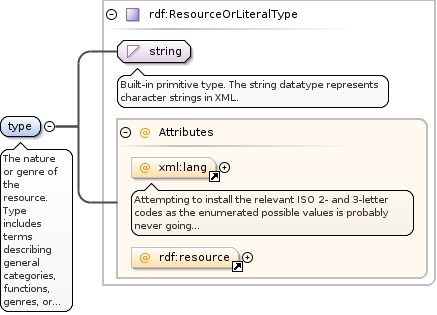 rdf:ResourceOrLiteralType
string
Built-in primitive type. The string datatype represents
character strings in XML.
type
The nature
or genre of
the
resource.
Type
includes
terms
describing
general
categories,
functions,
genres, or...
@ Attributes
@ xml:lang
Attempting to install the relevant ISO 2- and 3-letter
codes as the enumerated possible values is probably
never going...
@ rdf:resource